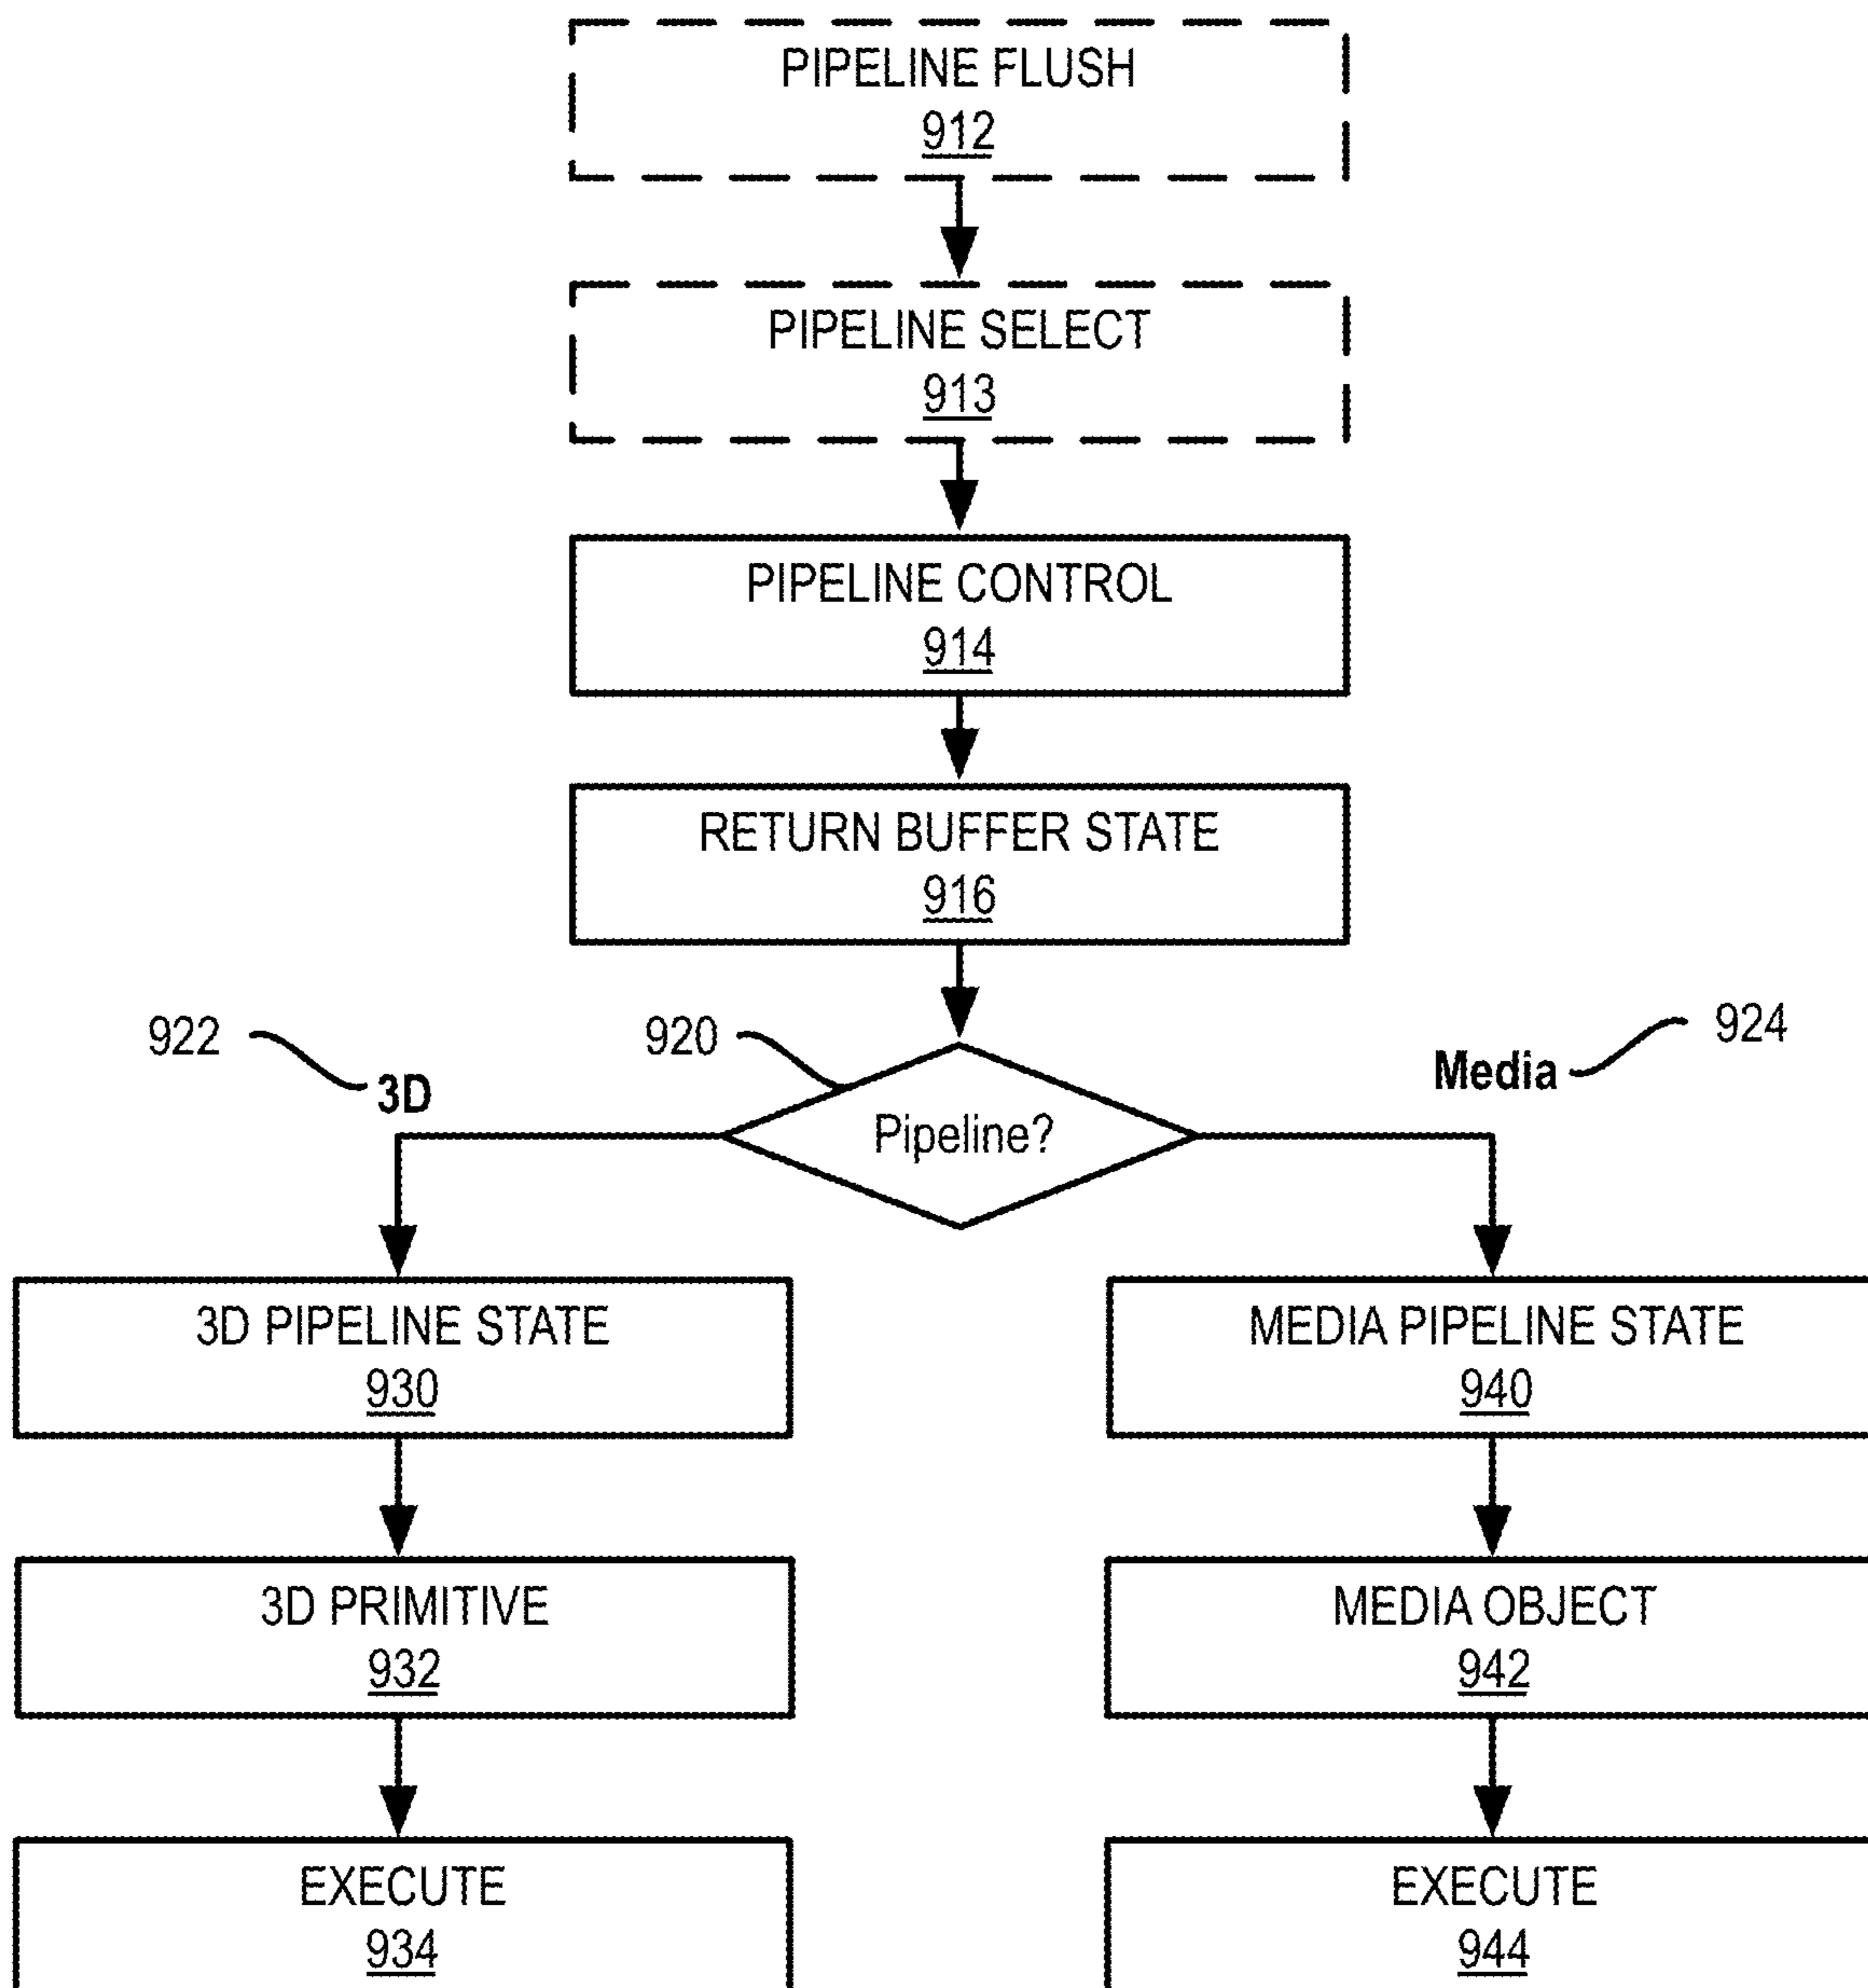 PIPELINE FLUSH
912
PIPELINE SELECT
913
PIPELINE CONTROL
914
RETURN BUFFER STATE
916
922
920
924
3D
Media
Pipeline?
3D PIPELINE STATE
930
MEDIA PIPELINE STATE
940
3D PRIMITIVE
932
MEDIA OBJECT
942
EXECUTE
934
EXECUTE
944